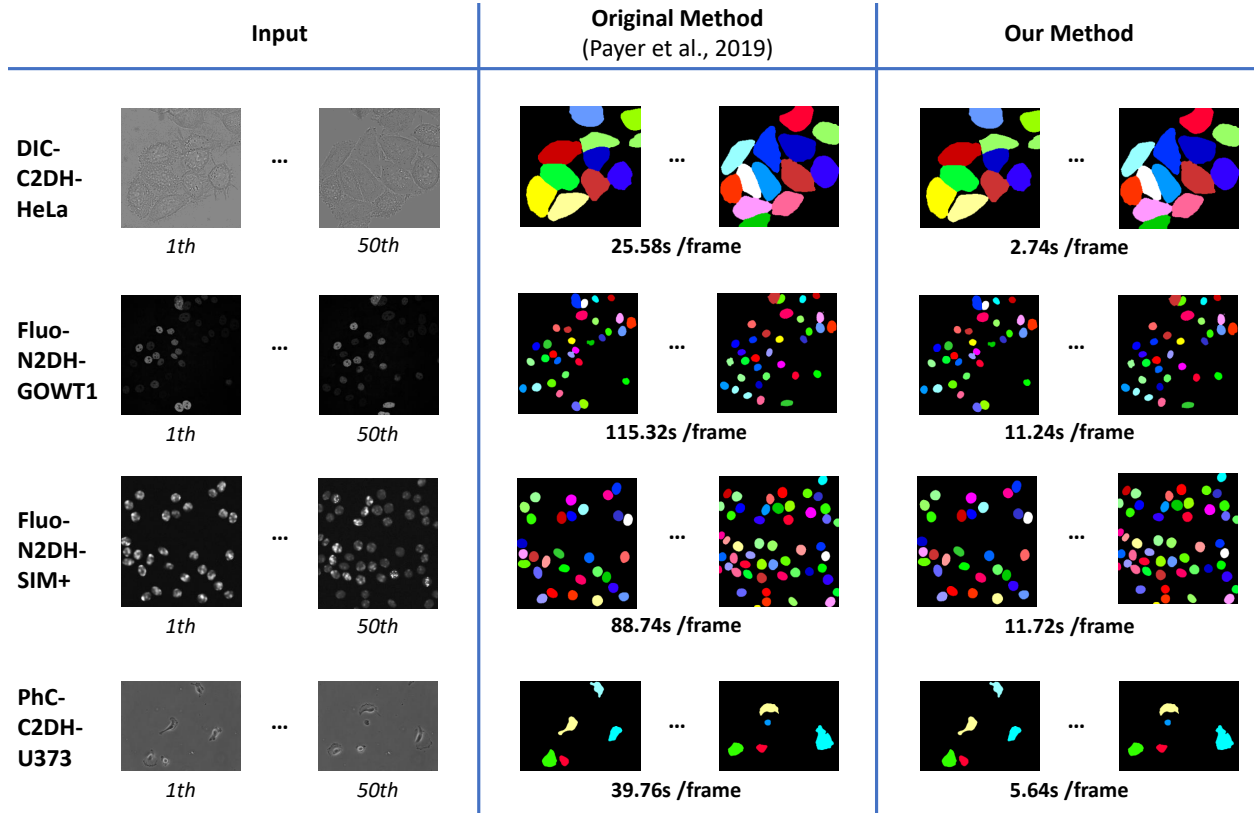 Input
Original Method
(Payer et al., 2019)
Our Method
DIC-
C2DH-
HeLa
...
...
...
1th
50th
25.58s /frame
2.74s /frame
Fluo-
N2DH-
GOWT1
...
...
...
1th
50th
115.32s /frame
11.24s /frame
Fluo-
N2DH-
SIM+
...
...
...
1th
50th
88.74s /frame
11.72s /frame
PhC-
C2DH-
U373
...
...
...
1th
50th
39.76s /frame
5.64s /frame